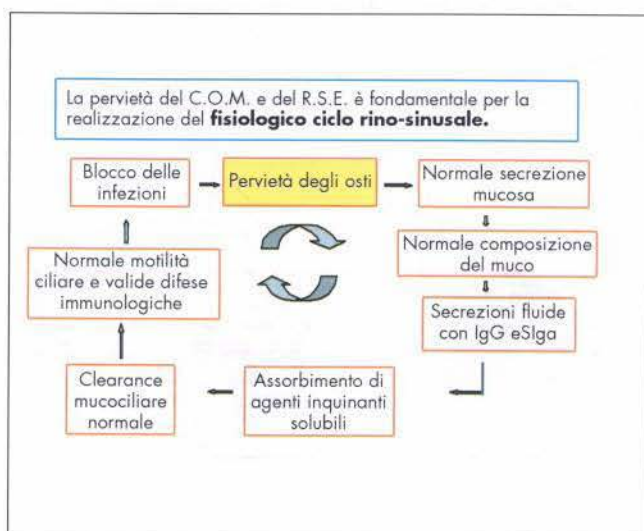 La pervietà del C.O.M. e del R.S.E. è fondamentale per la
realizzazione del fisiologico ciclo rino-sinusale.
Blocco delle
infezioni
Pervietà degli osti
Normale secrezione
mucosa
Normale composizione
del muco
Secrezioni fluide
con IgG eSIga
Assorbimento di
agenti inquinanti
solubili
Clearance
mucociliare
normale
Normale motilità
ciliare e valide difese
immunologiche